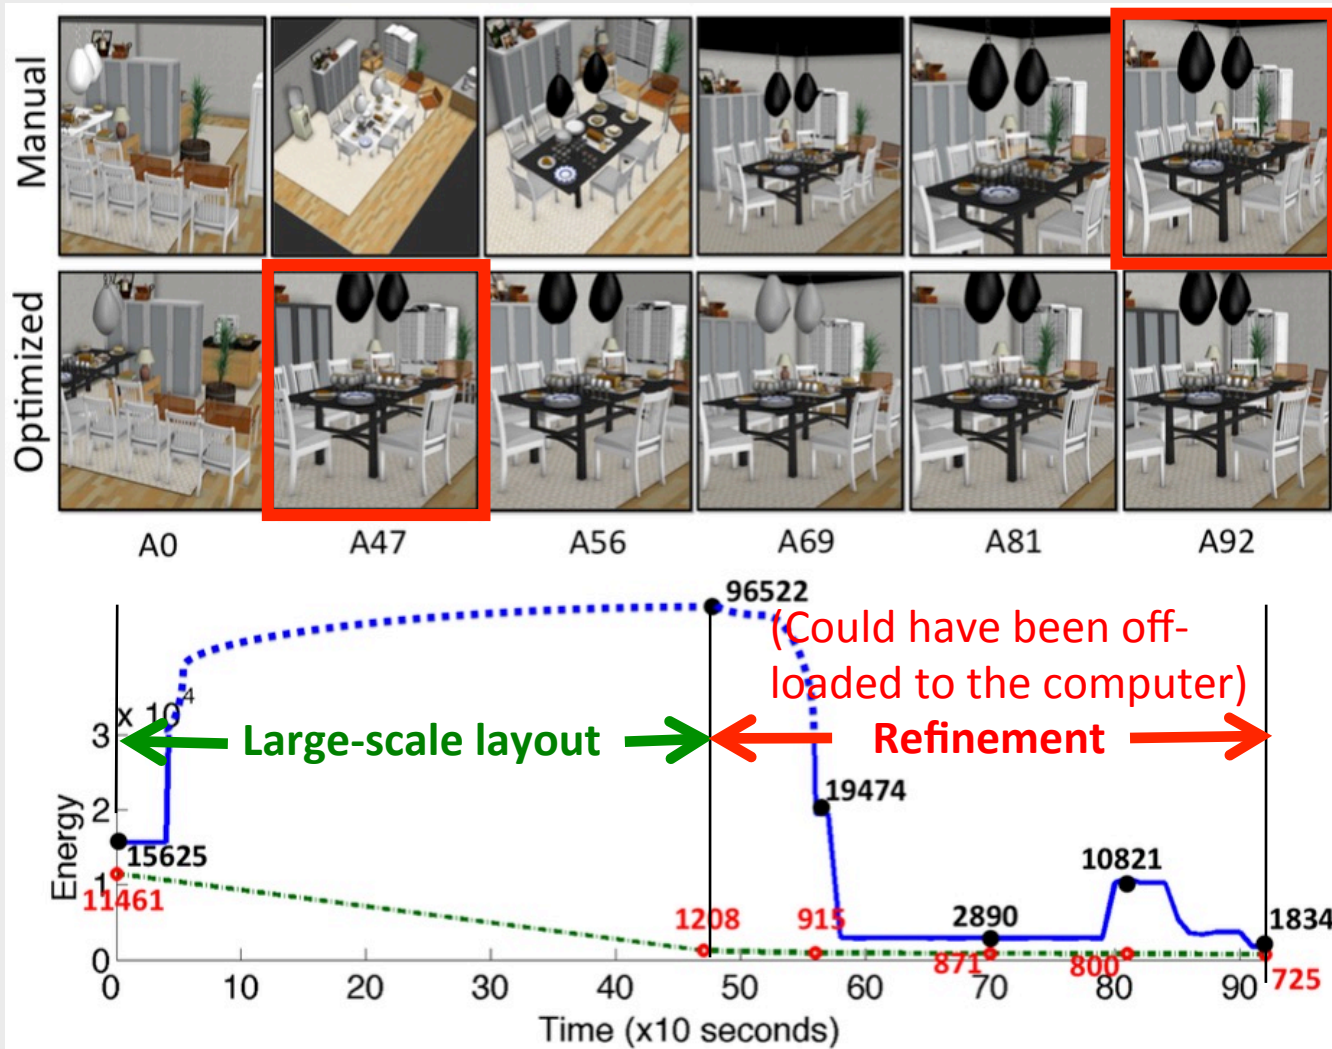 Manual
Optimized
A0 A47 A56 A69 A81 A92
96522
(Could have been off-
loaded to the computer)
x 10^4
3
Large-scale layout
Refinement
2
19474
Energy
15625
10821
1
11461
1208
915
2890
1834
871
800
725
0
0 10 20 30 40 50 60 70 80 90
Time (x10 seconds)